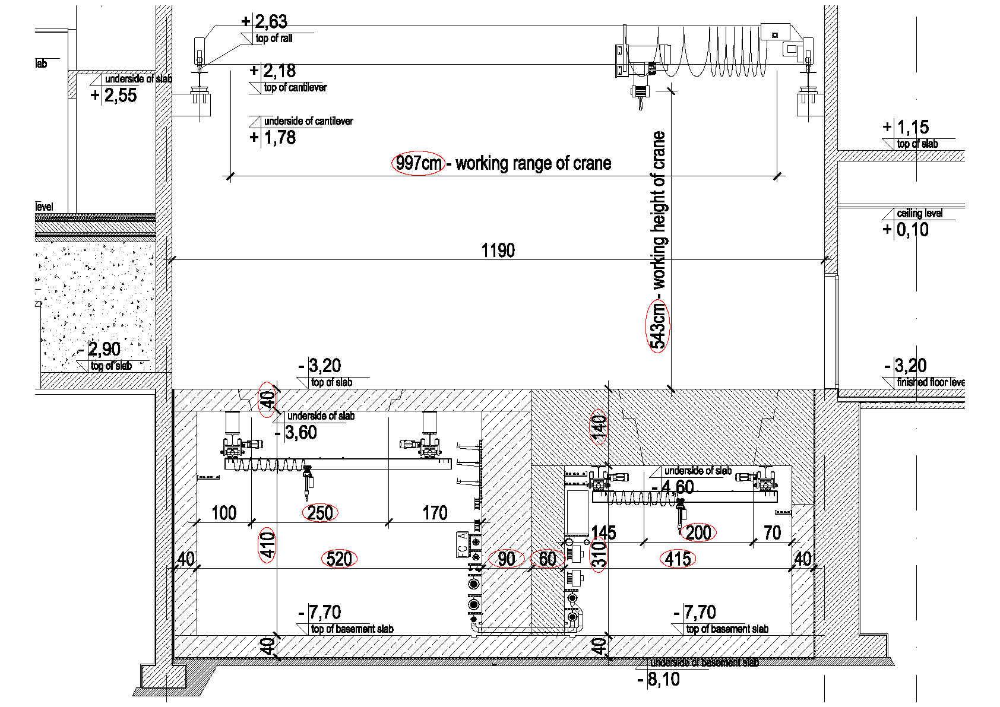 + 2,63
top of rail
lab
underside of slab
+ 2,55
+ 2,18
top of cantilever
underside of cantilever
+ 1,78
+ 1,15
top of slab
997cm - working range of crane
543cm - working height of crane
level
ceiling level
+ 0,10
1190
- 2,90
top of slab
- 3,20
top of slab
- 3,20
finished floor leve
40
underside of slab
- 3,60
140
underside of slab
- 4,60
100
250
170
145
200
70
410
FC A
310
40
520
90
60
415
40
- 7,70
top of basement slab
- 7,70
top of basement slab
40
40
underside of basement slab
- 8,10